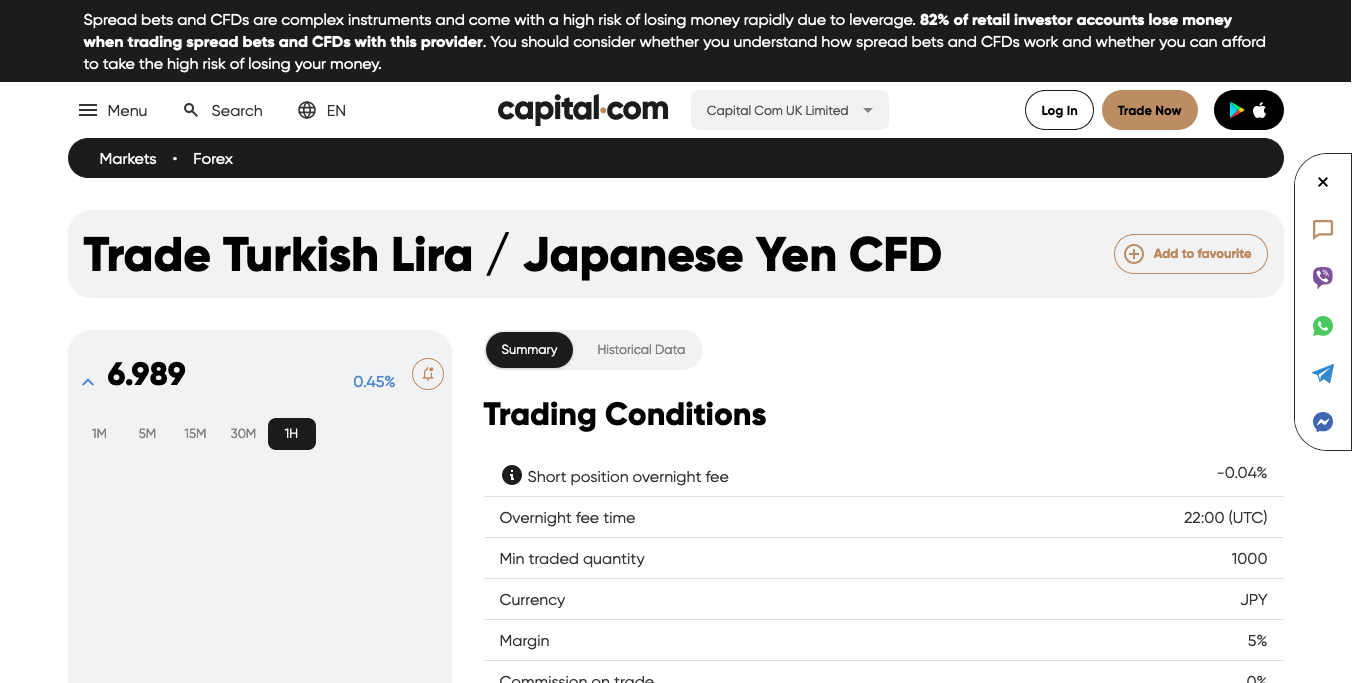 Spread bets and CFDs are complex instruments and come with a high risk of losing money rapidly due to leverage. 82% of retail investor accounts lose money
when trading spread bets and CFDs with this provider. You should consider whether you understand how spread bets and CFDs work and whether you can afford
to take the high risk of losing your money.
Menu Search EN capital.com Capital Com UK Limited Log In Trade Now
Markets • Forex
Trade Turkish Lira / Japanese Yen CFD Add to favourite
6.989 0.45%
1M 5M 15M 30M 1H
Summary Historical Data
Trading Conditions
Short position overnight fee -0.04%
Overnight fee time 22:00 (UTC)
Min traded quantity 1000
Currency JPY
Margin 5%
Commission on trade 0%